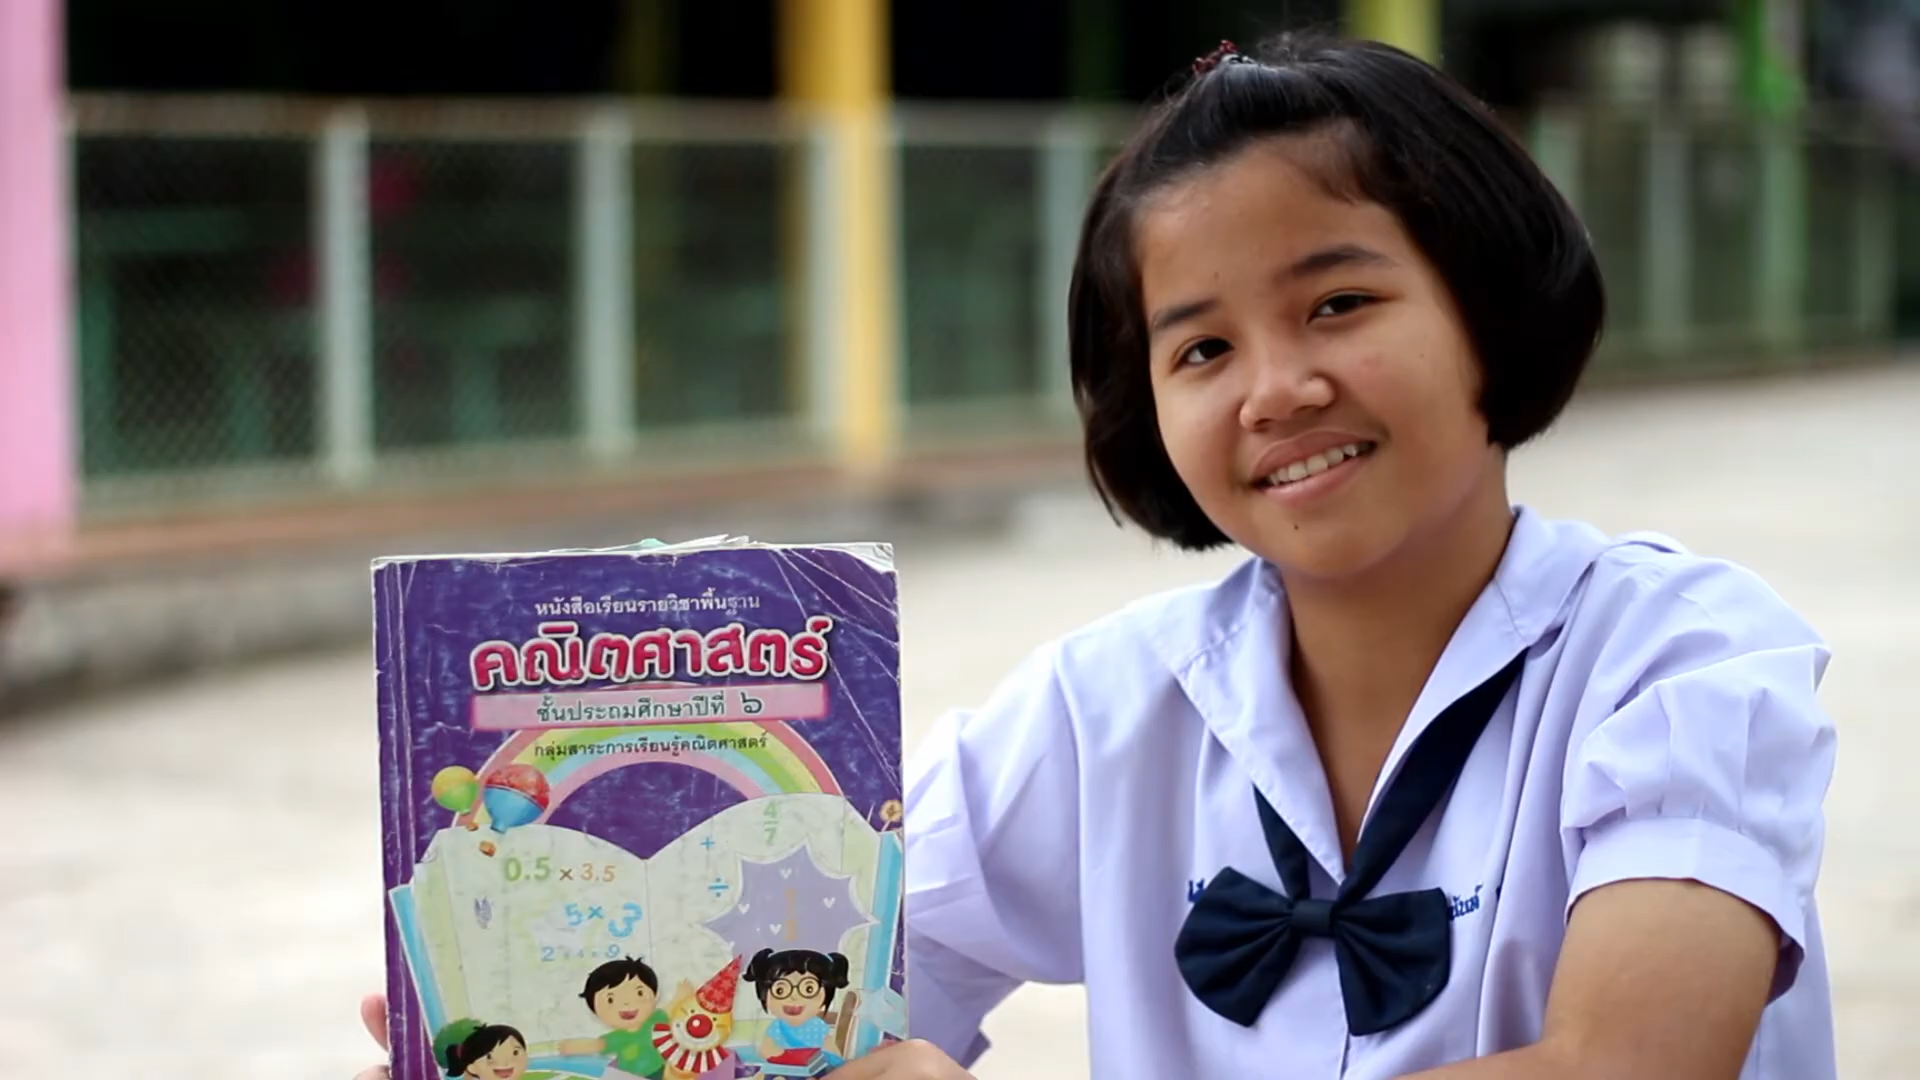 หนังสือเรียนรายวิชาพื้นฐาน
คณิตศาสตร์
ชั้นประถมศึกษาปีที่ ๖
กลุ่มสาระการเรียนรู้คณิตศาสตร์
4
7
0.5 × 3.5
+
÷
5 × 3